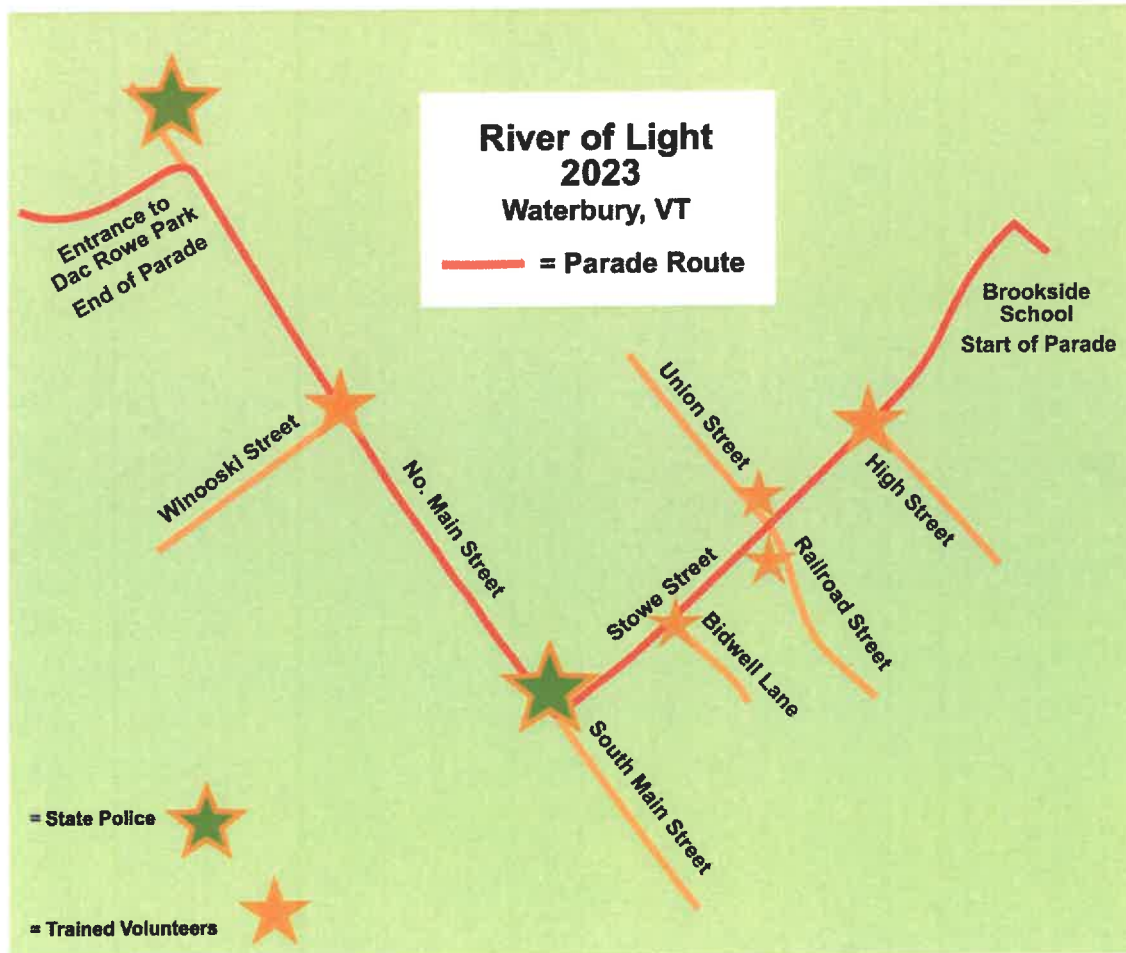 River of Light
2023
Waterbury, VT
= Parade Route
Entrance to
Dac Rowe Park
End of Parade
Brookside
School
Start of Parade
Union Street
Winooski Street
High Street
No. Main Street
Stowe Street
Railroad Street
Bidwell Lane
South Main Street
= State Police
= Trained Volunteers